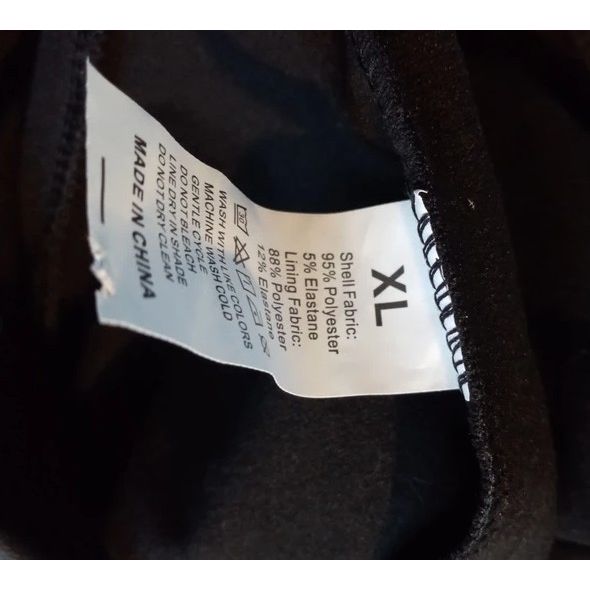 XL
Shell Fabric:
95% Polyester
5% Elastane
Lining Fabric:
88% Polyester
12% Elastane
30
WASH WITH LIKE COLORS
MACHINE WASH COLD
GENTLE CYCLE
DO NOT BLEACH
LINE DRY IN SHADE
DO NOT DRY CLEAN
MADE IN CHINA